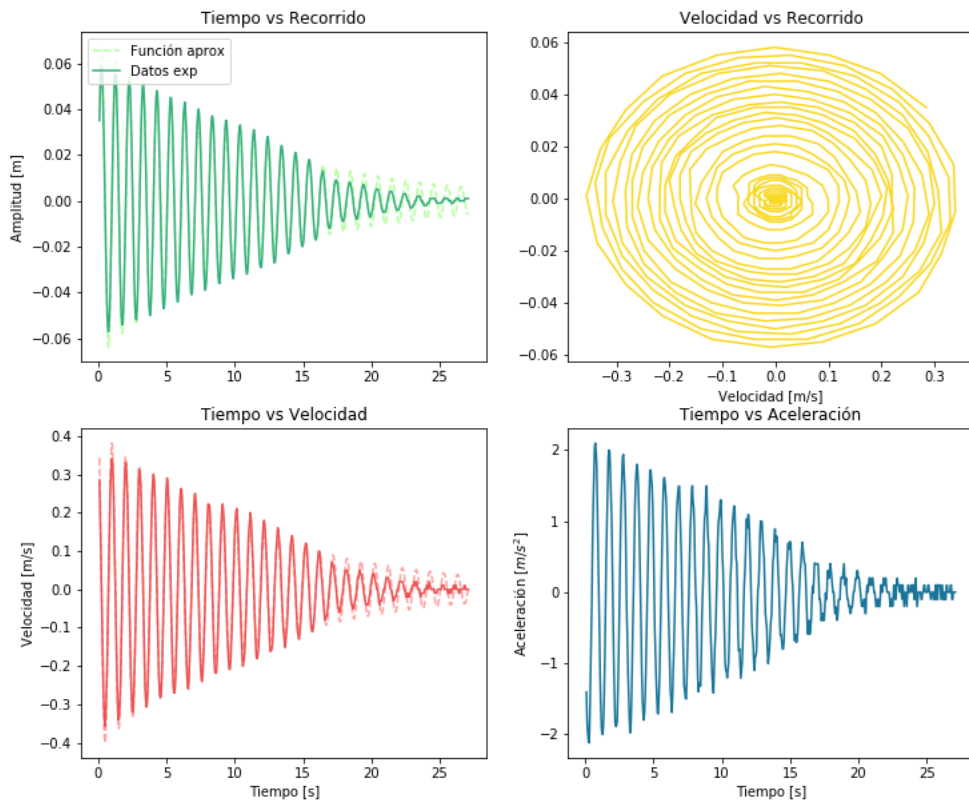 Tiempo vs Recorrido
Función aprox
Datos exp
Amplitud [m]
0.06
0.04
0.02
0.00
−0.02
−0.04
−0.06
0 5 10 15 20 25
Velocidad vs Recorrido
0.06
0.04
0.02
0.00
−0.02
−0.04
−0.06
−0.3 −0.2 −0.1 0.0 0.1 0.2 0.3
Velocidad [m/s]
Tiempo vs Velocidad
Velocidad [m/s]
0.4
0.3
0.2
0.1
0.0
−0.1
−0.2
−0.3
−0.4
0 5 10 15 20 25
Tiempo [s]
Tiempo vs Aceleración
Aceleración [m/s²]
2
1
0
−1
−2
0 5 10 15 20 25
Tiempo [s]